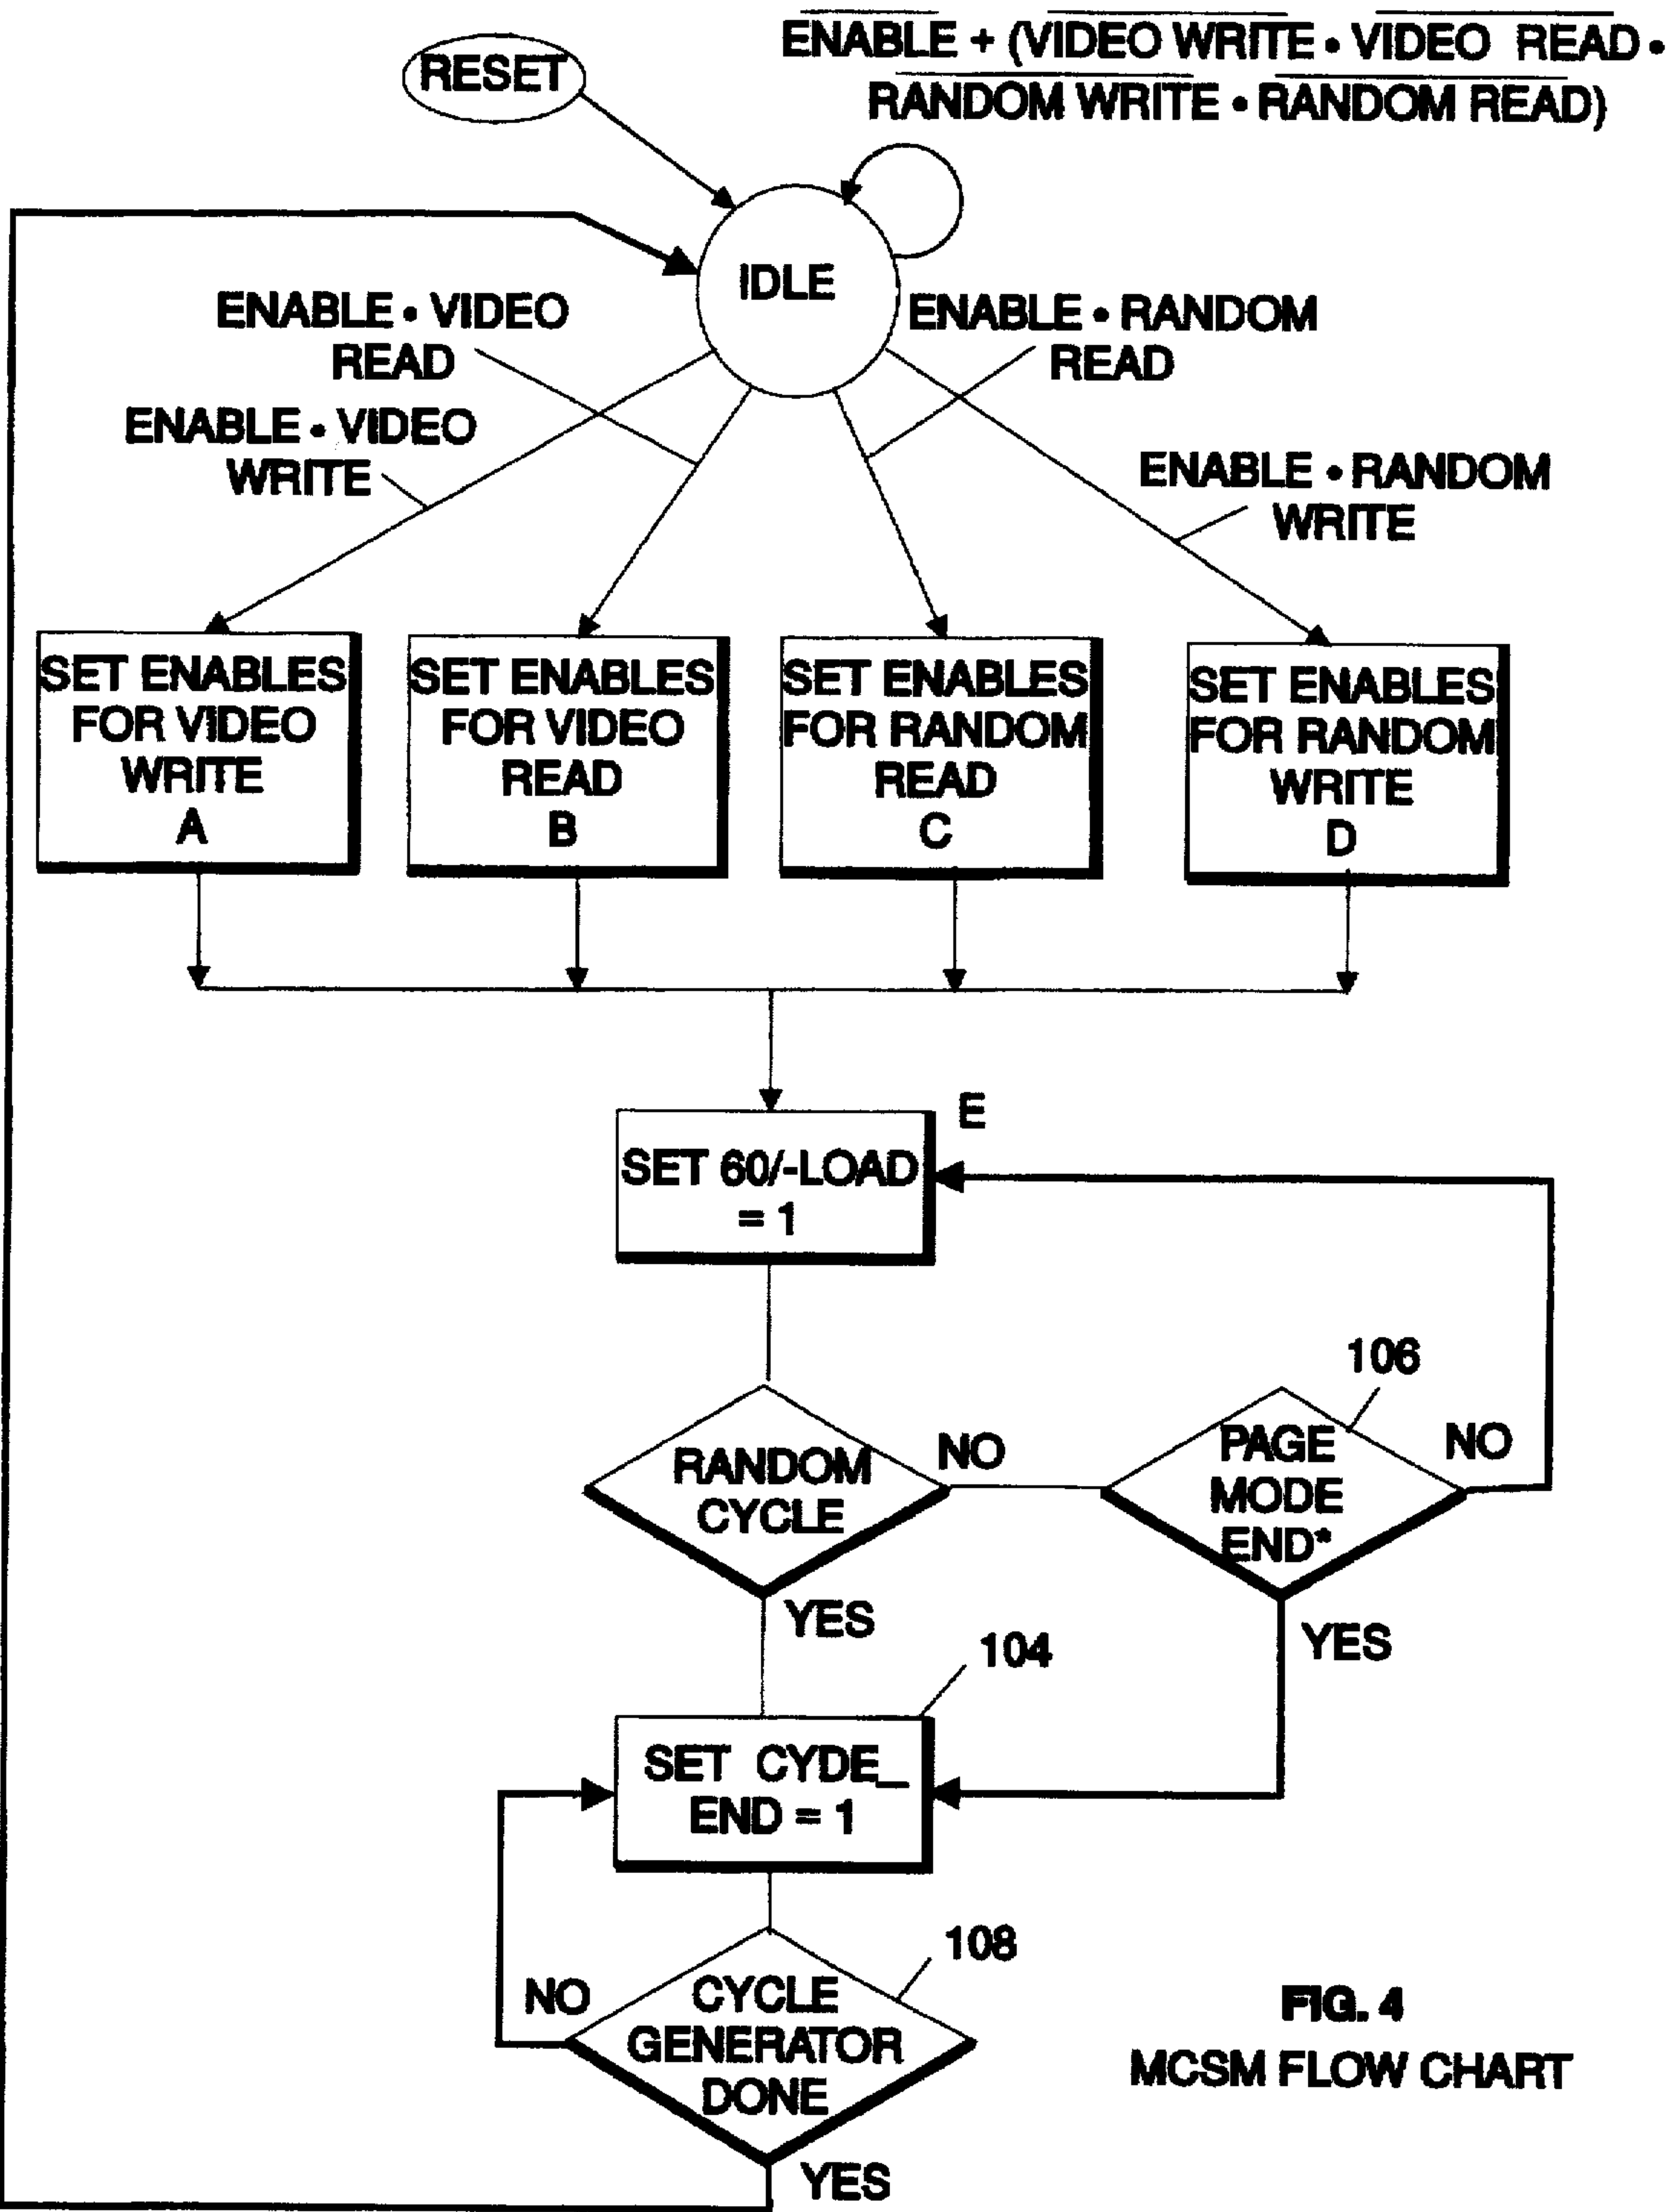 ENABLE + (VIDEO WRITE • VIDEO READ •
RANDOM WRITE • RANDOM READ)
RESET
IDLE
ENABLE • VIDEO
READ
ENABLE • RANDOM
READ
ENABLE • VIDEO
WRITE
ENABLE • RANDOM
WRITE
SET ENABLES
FOR VIDEO
WRITE
A
SET ENABLES
FOR VIDEO
READ
B
SET ENABLES
FOR RANDOM
READ
C
SET ENABLES
FOR RANDOM
WRITE
D
E
SET 60/-LOAD
= 1
106
RANDOM
CYCLE
NO
PAGE
MODE
END*
NO
YES
YES
104
SET CYDE_
END = 1
108
NO
CYCLE
GENERATOR
DONE
YES
FIG. 4
MCSM FLOW CHART